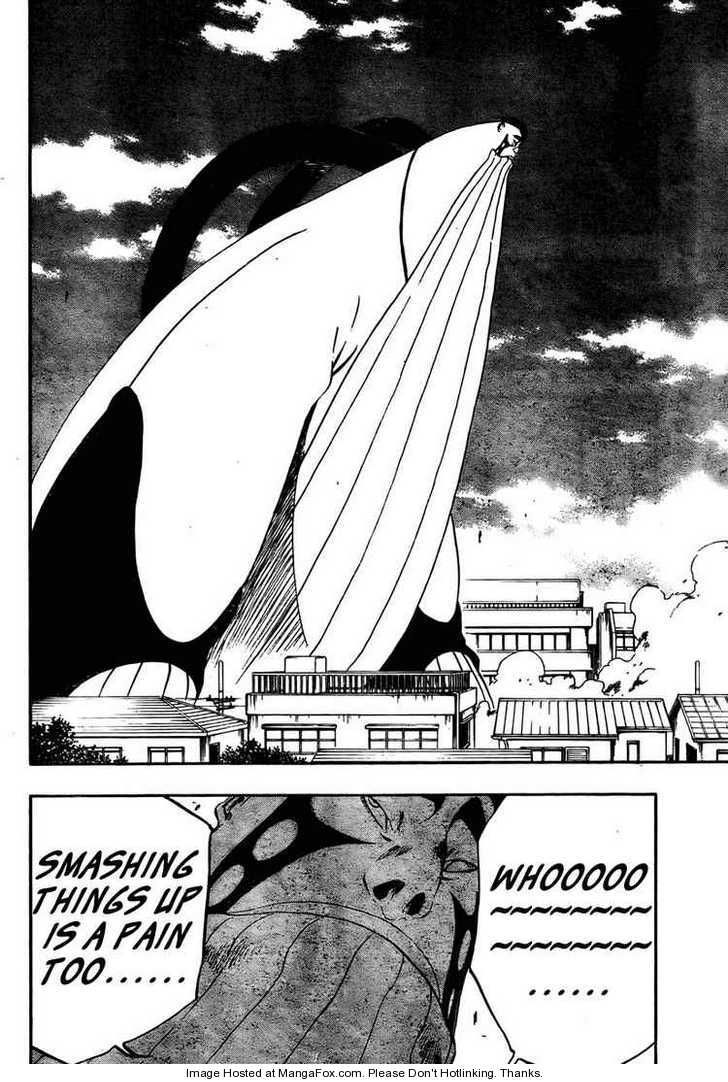 WHOOOOO
~~~~~~~~
~~~~~~~~
......
SMASHING
THINGS UP
IS A PAIN
TOO......
Image Hosted at MangaFox.com. Please Don't Hotlinking. Thanks.